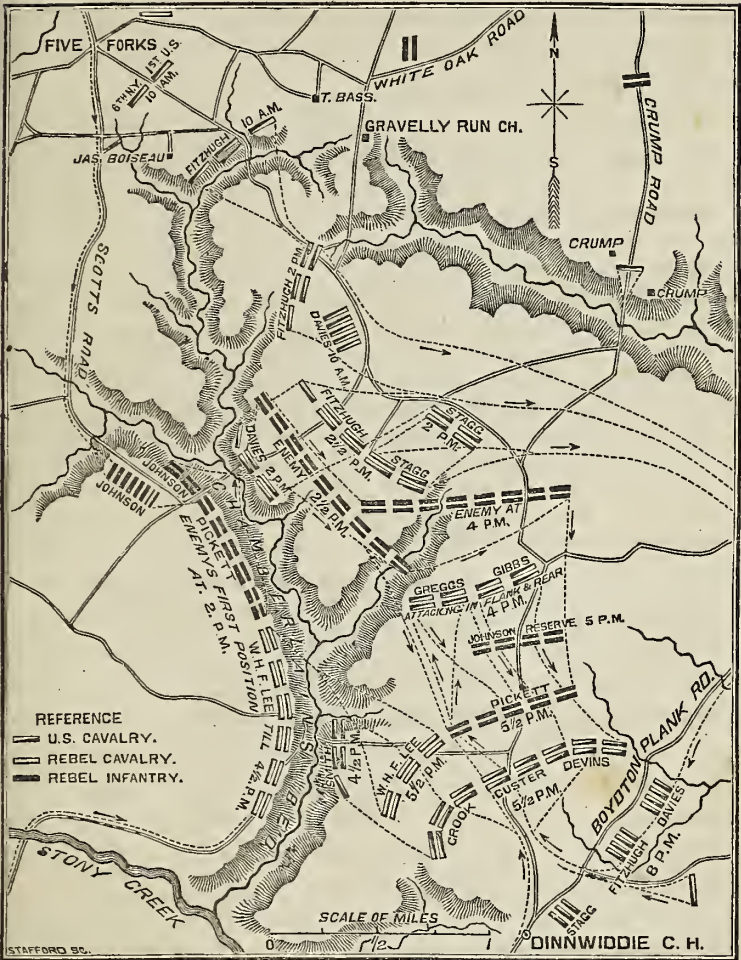 FIVE FORKS
1ST U.S.
6TH N.Y.
10 A.M.
WHITE OAK ROAD
N
S
T. BASS.
10 A.M.
GRAVELLY RUN CH.
JAS. BOISEAU
FITZHUGH
CRUMP ROAD
CRUMP
CRUMP
SCOTTS ROAD
FITZHUGH 2 P.M.
DAVIES 10 A.M.
FITZHUGH
2½ P.M.
STAGG
2
P.M.
STAGG
DAVIES 2 P.M.
ENEMY
2½ P.M.
ENEMY AT
4 P.M.
JOHNSON
JOHNSON
CHAMBERLAINS BED
PICKETT
ENEMYS FIRST POSITION
AT. 2. P.M.
GREGGS
GIBBS
ATTACKING IN FLANK & REAR
4 P.M.
JOHNSON RESERVE 5 P.M.
W.H.F. LEE TILL 4½ P.M.
PICKETT
5½ P.M.
REFERENCE
U.S. CAVALRY.
REBEL CAVALRY.
REBEL INFANTRY.
SMITH
4½ P.M.
W.H.F. LEE
5½ P.M.
CROOK
CUSTER
5½ P.M.
DEVINS
BOYDTON PLANK RD.
DAVIES
FITZHUGH
8 P.M.
STAGG
STONY CREEK
SCALE OF MILES
0 1/2 1
DINNWIDDIE C. H.
STAFFORD SC.